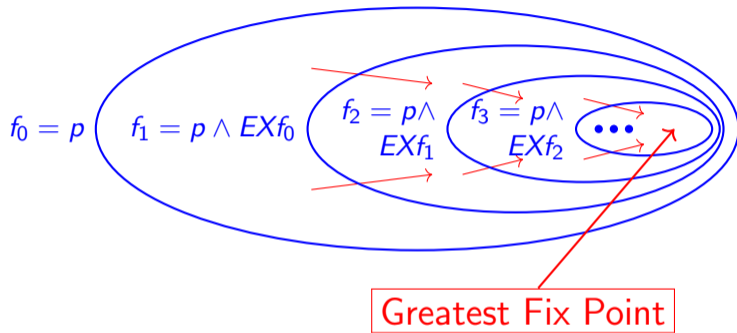 f₀ = p
f₁ = p ∧ EXf₀
f₂ = p∧
EXf₁
f₃ = p∧
EXf₂
•••
Greatest Fix Point